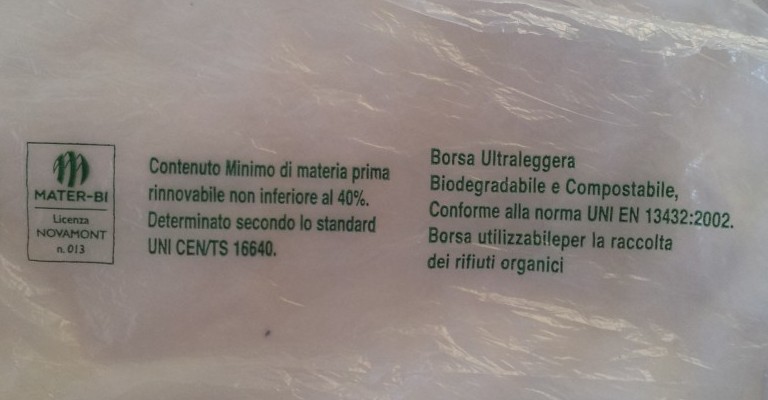 MATER-BI
Licenza
NOVAMONT
n. 013
Contenuto Minimo di materia prima
rinnovabile non inferiore al 40%.
Determinato secondo lo standard
UNI CEN/TS 16640.
Borsa Ultraleggera
Biodegradabile e Compostabile,
Conforme alla norma UNI EN 13432:2002.
Borsa utilizzabileper la raccolta
dei rifiuti organici